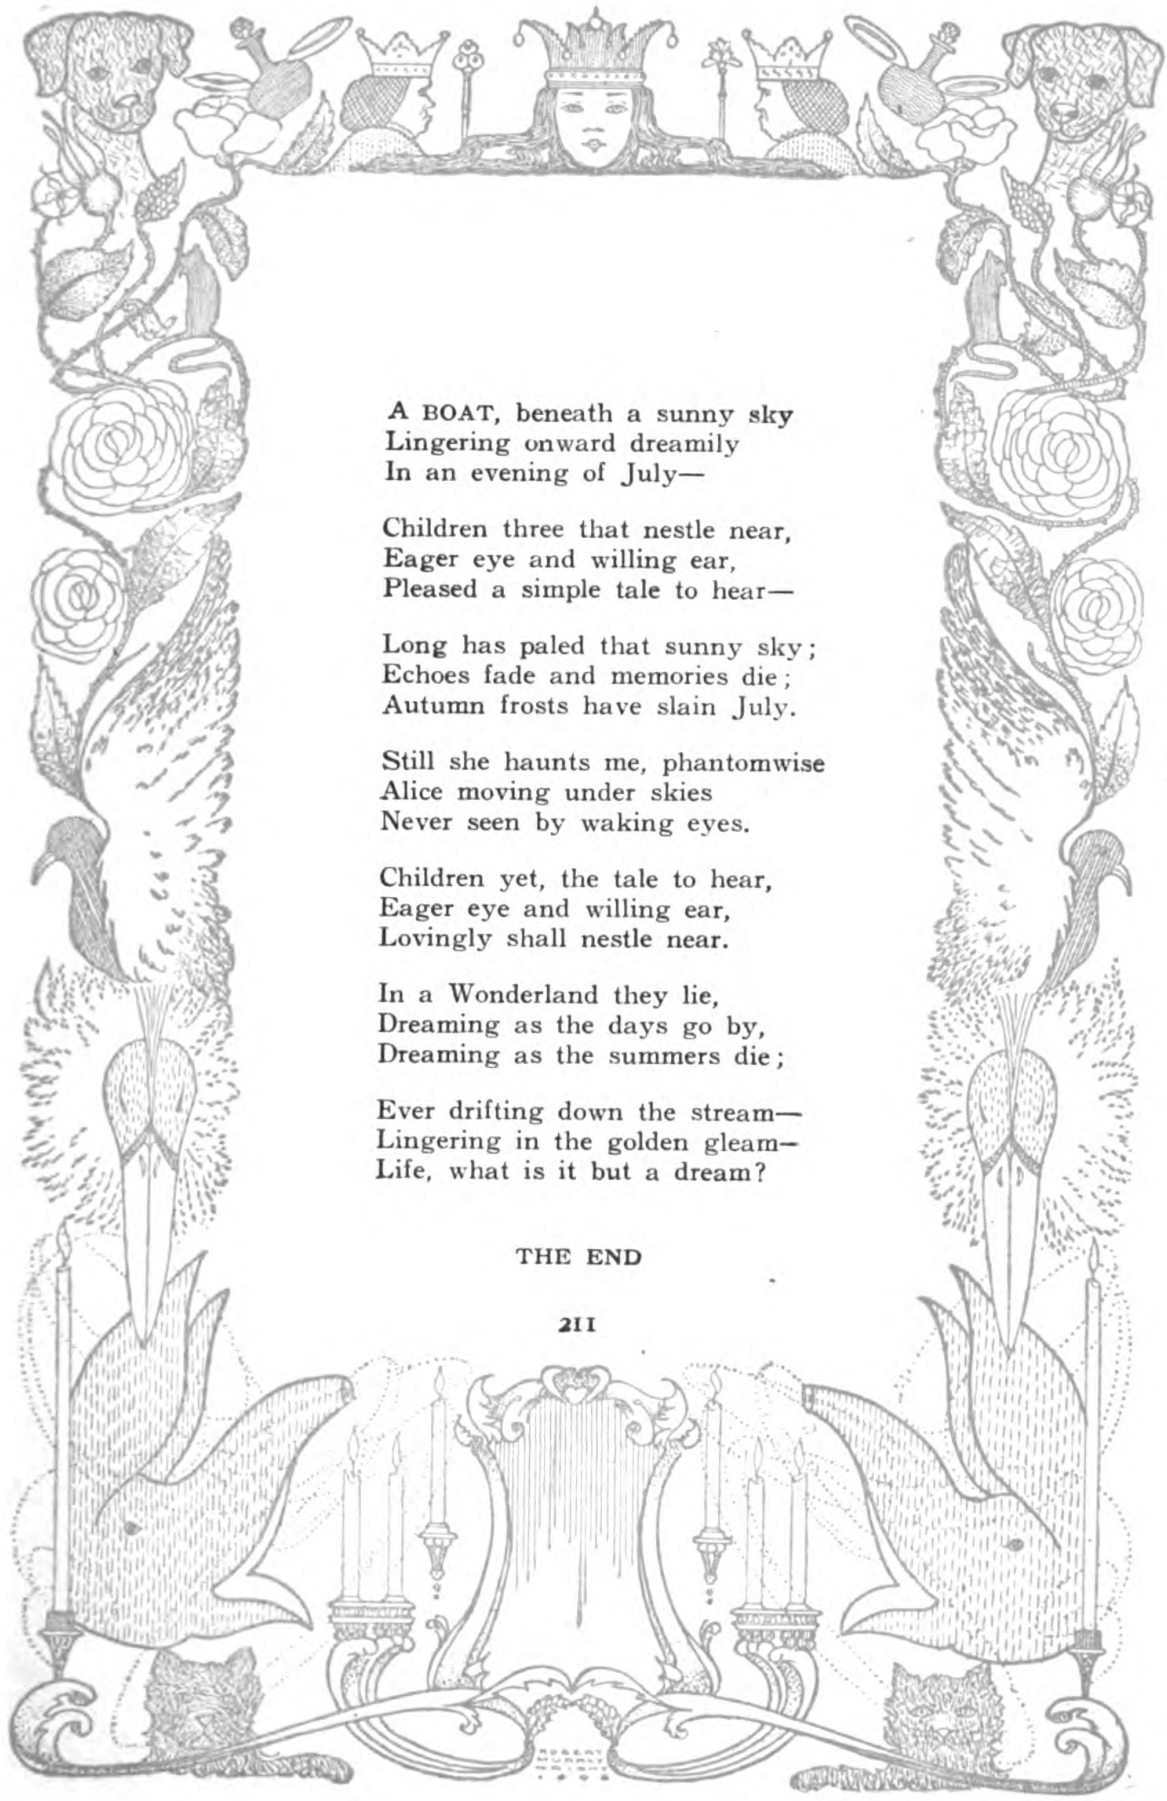 A BOAT, beneath a sunny sky
Lingering onward dreamily
In an evening of July—
Children three that nestle near,
Eager eye and willing ear,
Pleased a simple tale to hear—
Long has paled that sunny sky;
Echoes fade and memories die;
Autumn frosts have slain July.
Still she haunts me, phantomwise
Alice moving under skies
Never seen by waking eyes.
Children yet, the tale to hear,
Eager eye and willing ear,
Lovingly shall nestle near.
In a Wonderland they lie,
Dreaming as the days go by,
Dreaming as the summers die;
Ever drifting down the stream—
Lingering in the golden gleam—
Life, what is it but a dream?
THE END
211